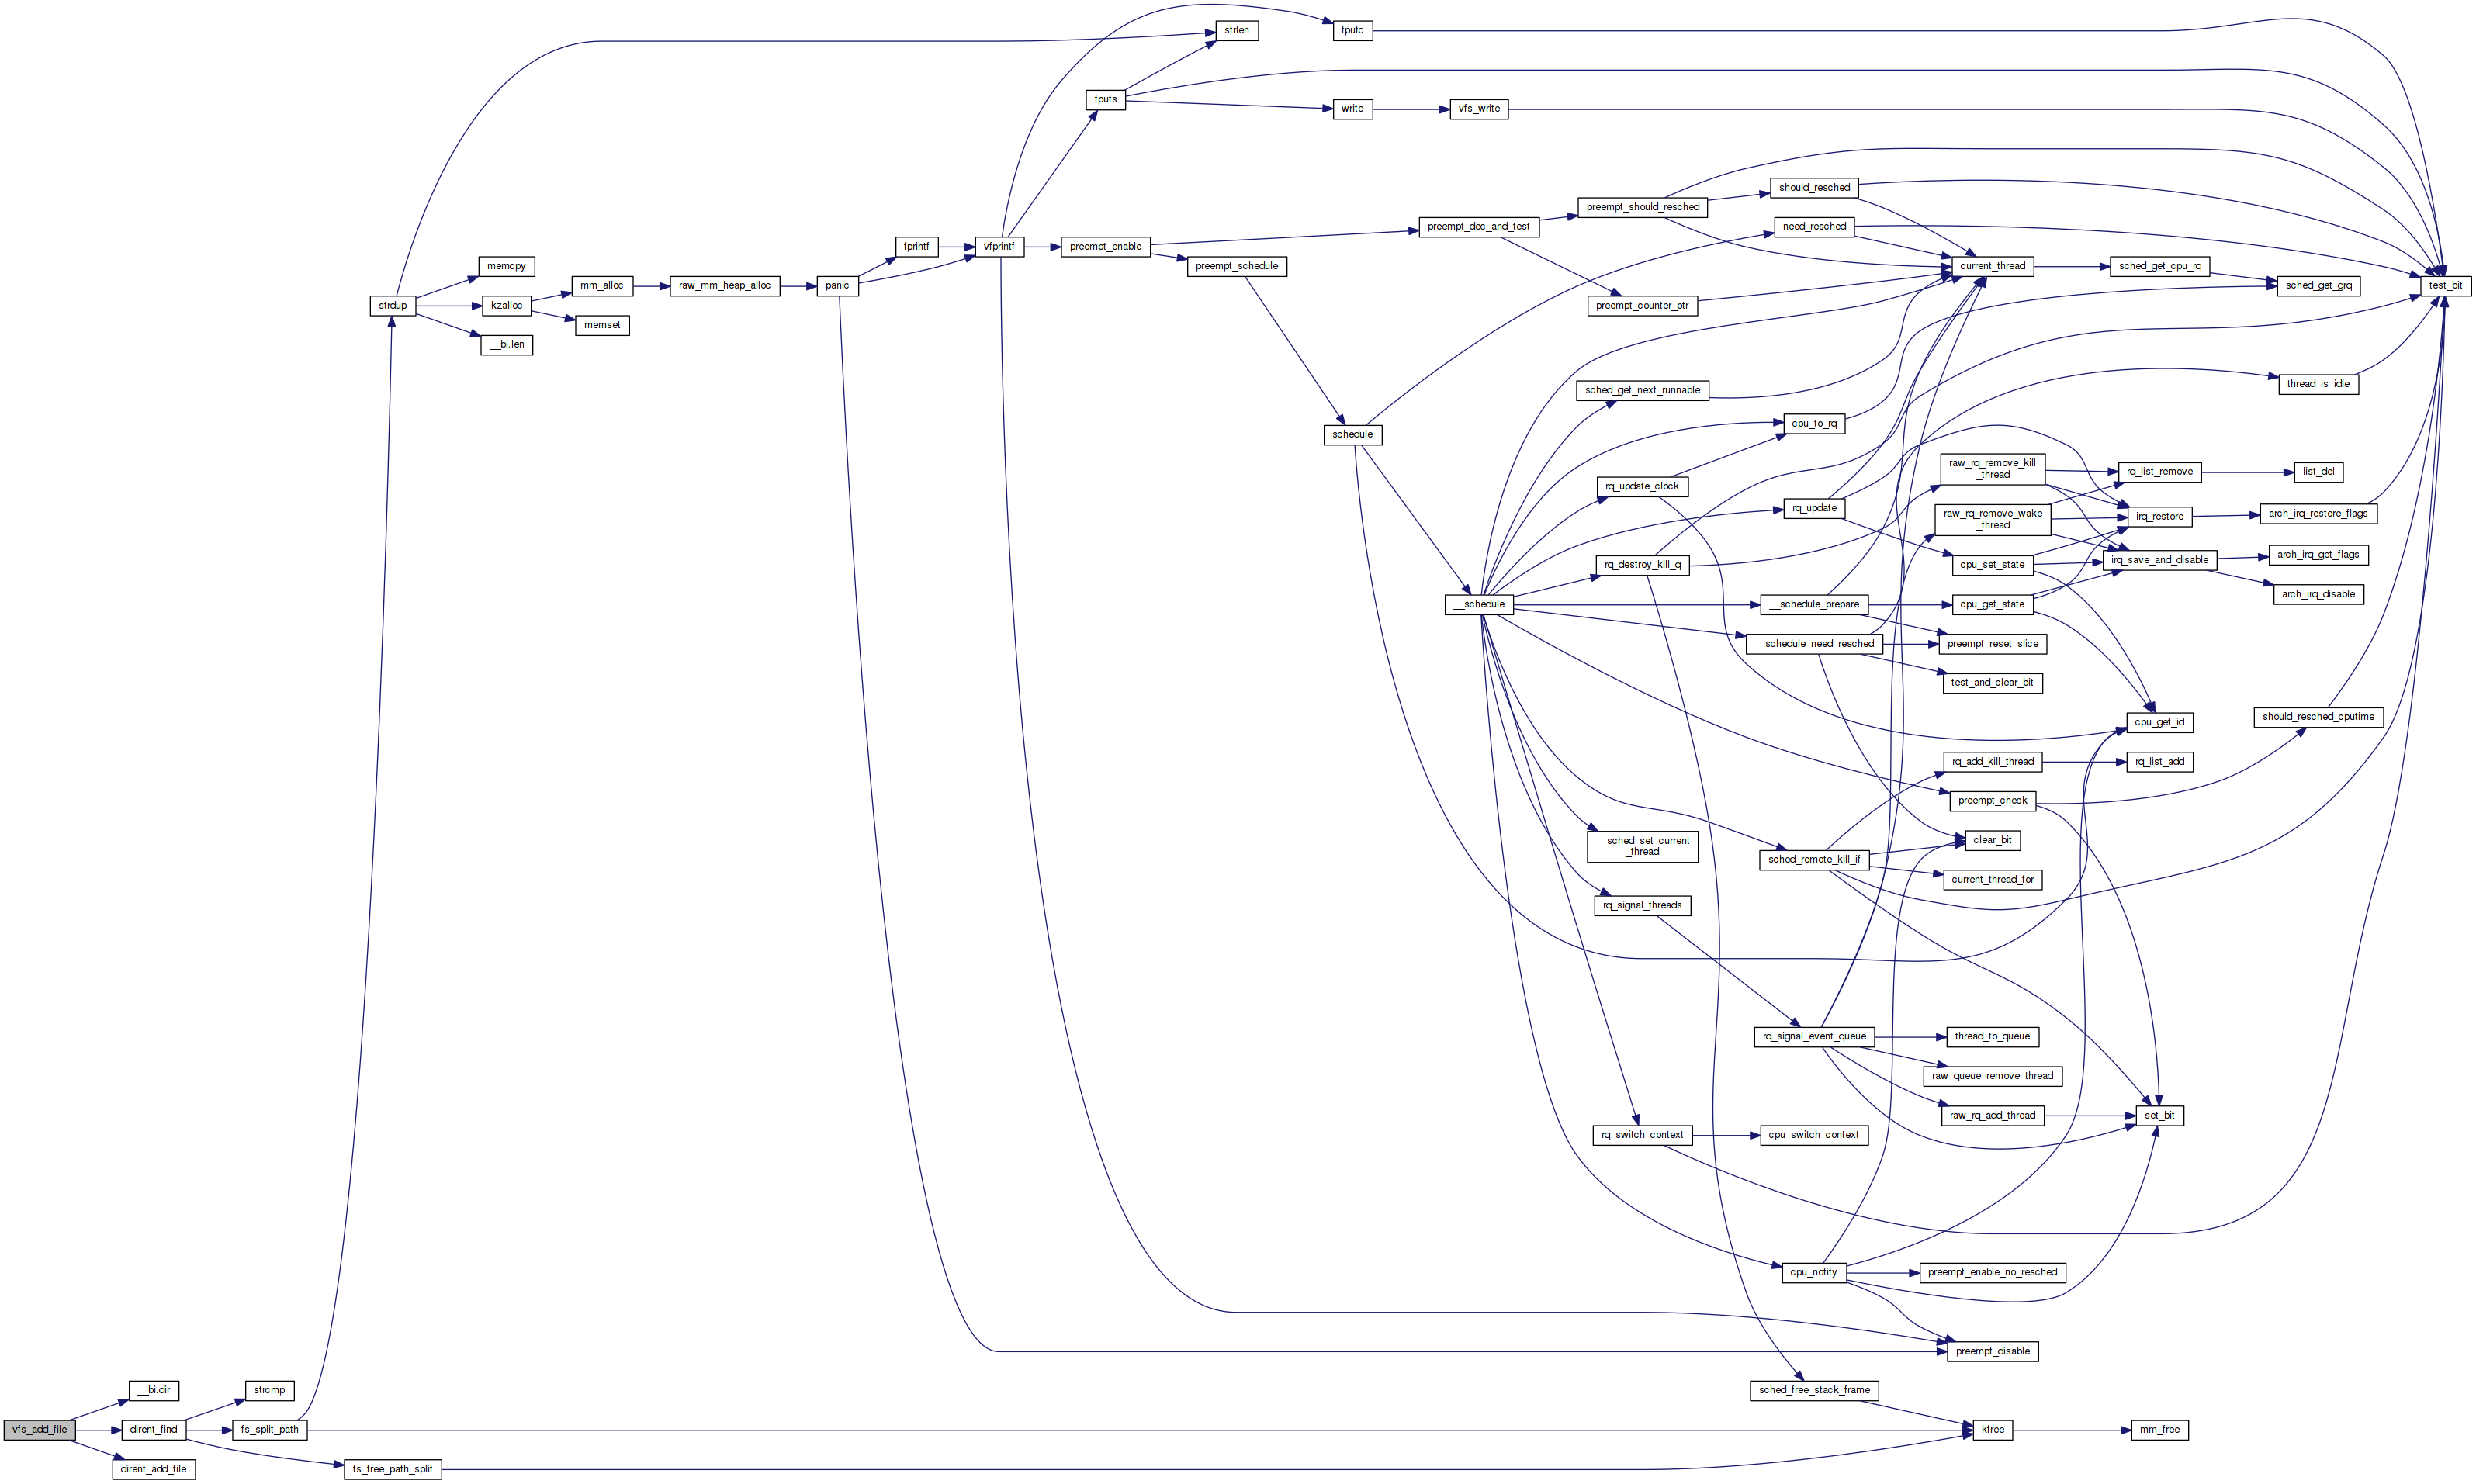 strlen
fputc
fputs
write
vfs_write
should_resched
preempt_should_resched
need_resched
preempt_dec_and_test
fprintf
vfprintf
preempt_enable
memcpy
preempt_schedule
current_thread
sched_get_cpu_rq
mm_alloc
raw_mm_heap_alloc
panic
sched_get_grq
test_bit
strdup
kzalloc
preempt_counter_ptr
memset
__bi.len
thread_is_idle
sched_get_next_runnable
cpu_to_rq
schedule
raw_rq_remove_kill
_thread
rq_list_remove
list_del
rq_update_clock
rq_update
raw_rq_remove_wake
_thread
irq_restore
arch_irq_restore_flags
arch_irq_get_flags
rq_destroy_kill_q
cpu_set_state
irq_save_and_disable
arch_irq_disable
__schedule
__schedule_prepare
cpu_get_state
__schedule_need_resched
preempt_reset_slice
test_and_clear_bit
cpu_get_id
should_resched_cputime
rq_add_kill_thread
rq_list_add
preempt_check
__sched_set_current
_thread
clear_bit
sched_remote_kill_if
current_thread_for
rq_signal_threads
rq_signal_event_queue
thread_to_queue
raw_queue_remove_thread
raw_rq_add_thread
set_bit
rq_switch_context
cpu_switch_context
cpu_notify
preempt_enable_no_resched
preempt_disable
__bi.dir
strcmp
sched_free_stack_frame
vfs_add_file
dirent_find
fs_split_path
kfree
mm_free
dirent_add_file
fs_free_path_split